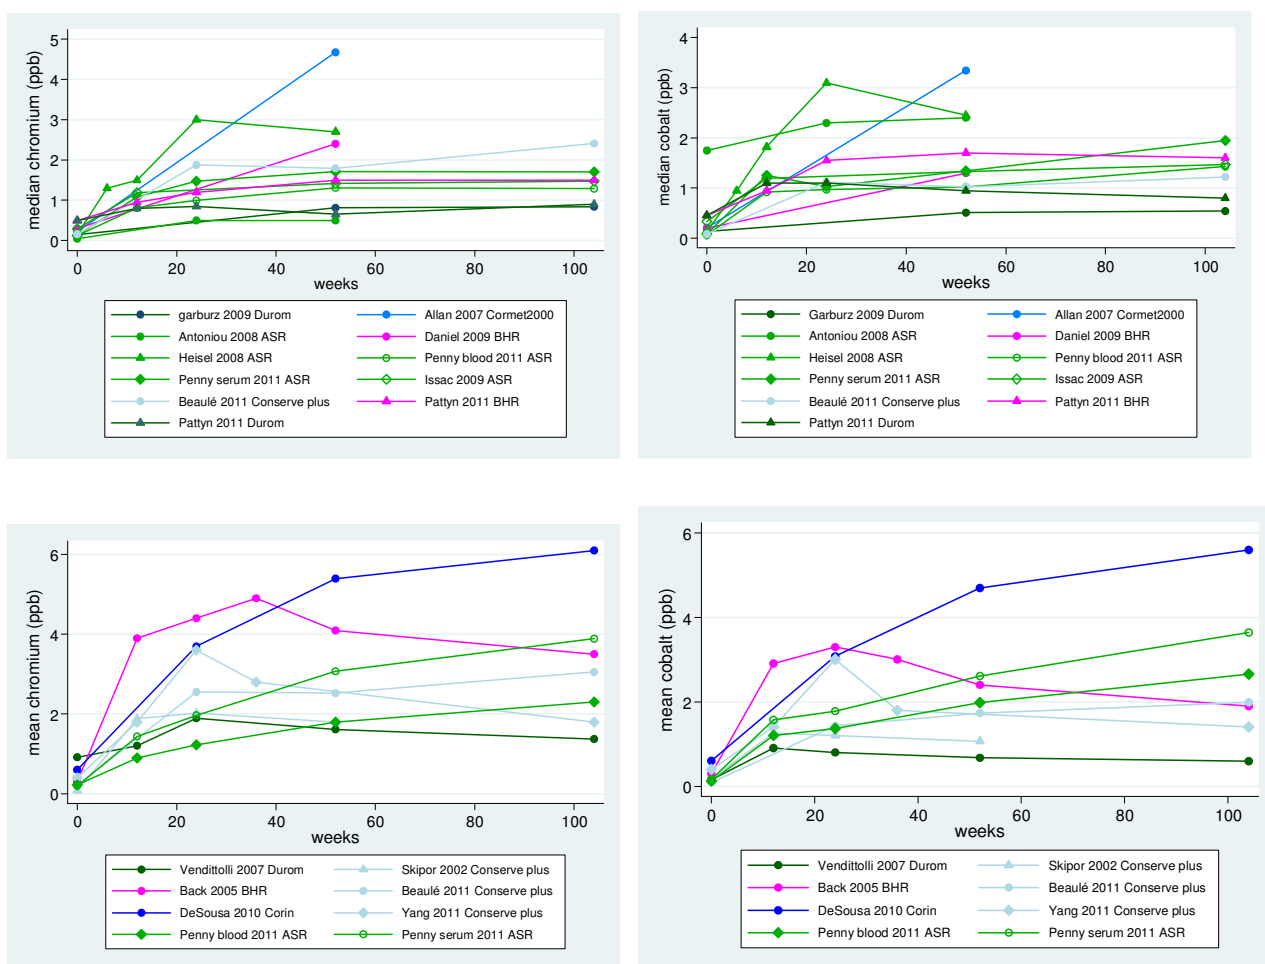 median chromium (ppb)
5
4
3
2
1
0
0 20 40 60 80 100
weeks
garburz 2009 Durom Allan 2007 Cormet2000
Antoniou 2008 ASR Daniel 2009 BHR
Heisel 2008 ASR Penny blood 2011 ASR
Penny serum 2011 ASR Issac 2009 ASR
Beaulé 2011 Conserve plus Pattyn 2011 BHR
Pattyn 2011 Durom
median cobalt (ppb)
4
3
2
1
0
0 20 40 60 80 100
weeks
Garburz 2009 Durom Allan 2007 Cormet2000
Antoniou 2008 ASR Daniel 2009 BHR
Heisel 2008 ASR Penny blood 2011 ASR
Penny serum 2011 ASR Issac 2009 ASR
Beaulé 2011 Conserve plus Pattyn 2011 BHR
Pattyn 2011 Durom
mean chromium (ppb)
6
4
2
0
0 20 40 60 80 100
weeks
Vendittolli 2007 Durom Skipor 2002 Conserve plus
Back 2005 BHR Beaulé 2011 Conserve plus
DeSousa 2010 Corin Yang 2011 Conserve plus
Penny blood 2011 ASR Penny serum 2011 ASR
mean cobalt (ppb)
6
4
2
0
0 20 40 60 80 100
weeks
Vendittolli 2007 Durom Skipor 2002 Conserve plus
Back 2005 BHR Beaulé 2011 Conserve plus
DeSousa 2010 Corin Yang 2011 Conserve plus
Penny blood 2011 ASR Penny serum 2011 ASR